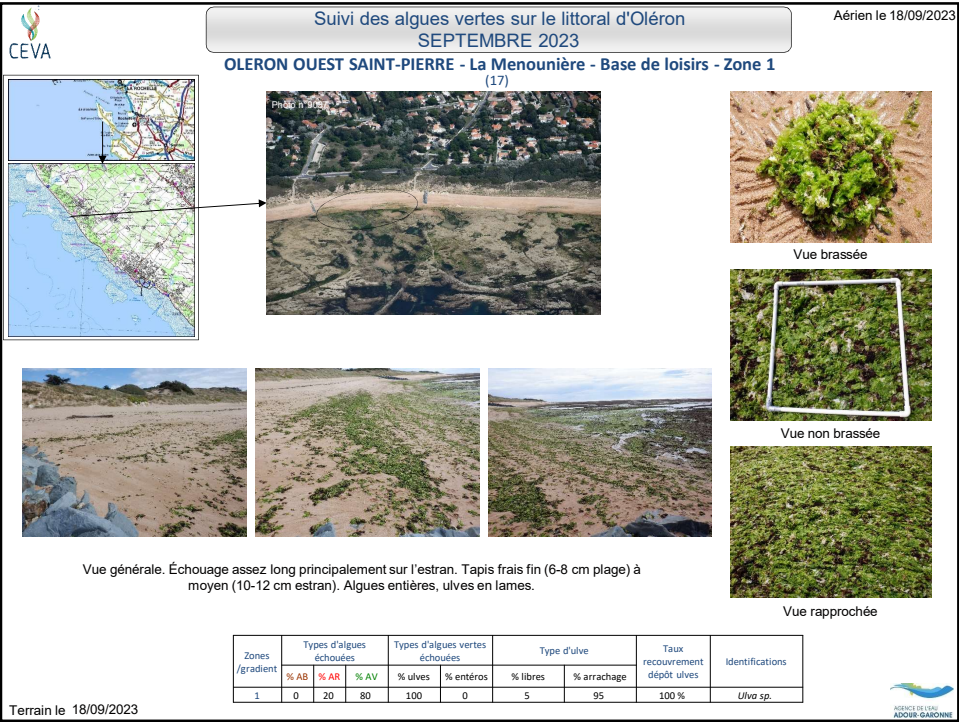 CEVA
Suivi des algues vertes sur le littoral d'Oléron
SEPTEMBRE 2023
Aérien le 18/09/2023
OLERON OUEST SAINT-PIERRE - La Menounière - Base de loisirs - Zone 1
(17)
LA ROCHELLE
Vue brassée
Vue non brassée
Vue rapprochée
Vue générale. Échouage assez long principalement sur l'estran. Tapis frais fin (6-8 cm plage) à
moyen (10-12 cm estran). Algues entières, ulves en lames.
Zones /gradient | Types d'algues échouées | Types d'algues vertes échouées | Type d'ulve | Taux recouvrement dépôt ulves | Identifications
% AB % AR % AV % ulves % entéros % libres % arrachage
1 0 20 80 100 0 5 95 100 % Ulva sp.
Terrain le 18/09/2023
AGENCE DE L'EAU
ADOUR-GARONNE